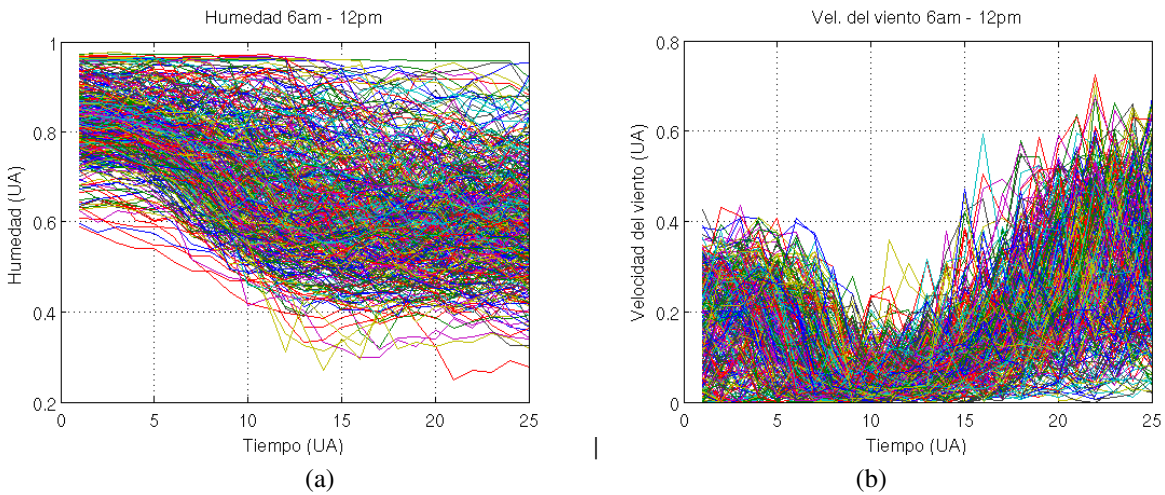 Humedad 6am - 12pm
1
0.8
0.6
0.4
0.2
0
5
10
15
20
25
Humedad (UA)
Tiempo (UA)
(a)
|
Vel. del viento 6am - 12pm
0.8
0.6
0.4
0.2
0
0
5
10
15
20
25
Velocidad del viento (UA)
Tiempo (UA)
(b)